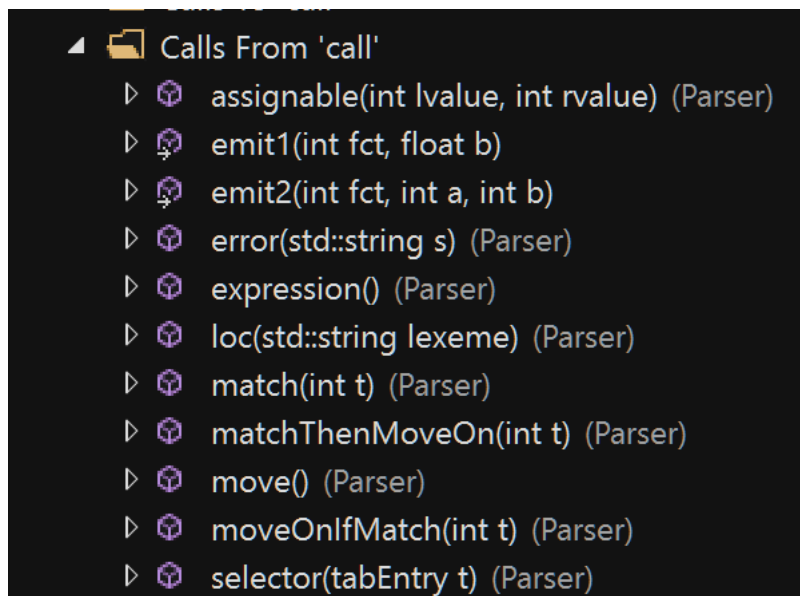 Calls From 'call'
assignable(int lvalue, int rvalue) (Parser)
emit1(int fct, float b)
emit2(int fct, int a, int b)
error(std::string s) (Parser)
expression() (Parser)
loc(std::string lexeme) (Parser)
match(int t) (Parser)
matchThenMoveOn(int t) (Parser)
move() (Parser)
moveOnIfMatch(int t) (Parser)
selector(tabEntry t) (Parser)